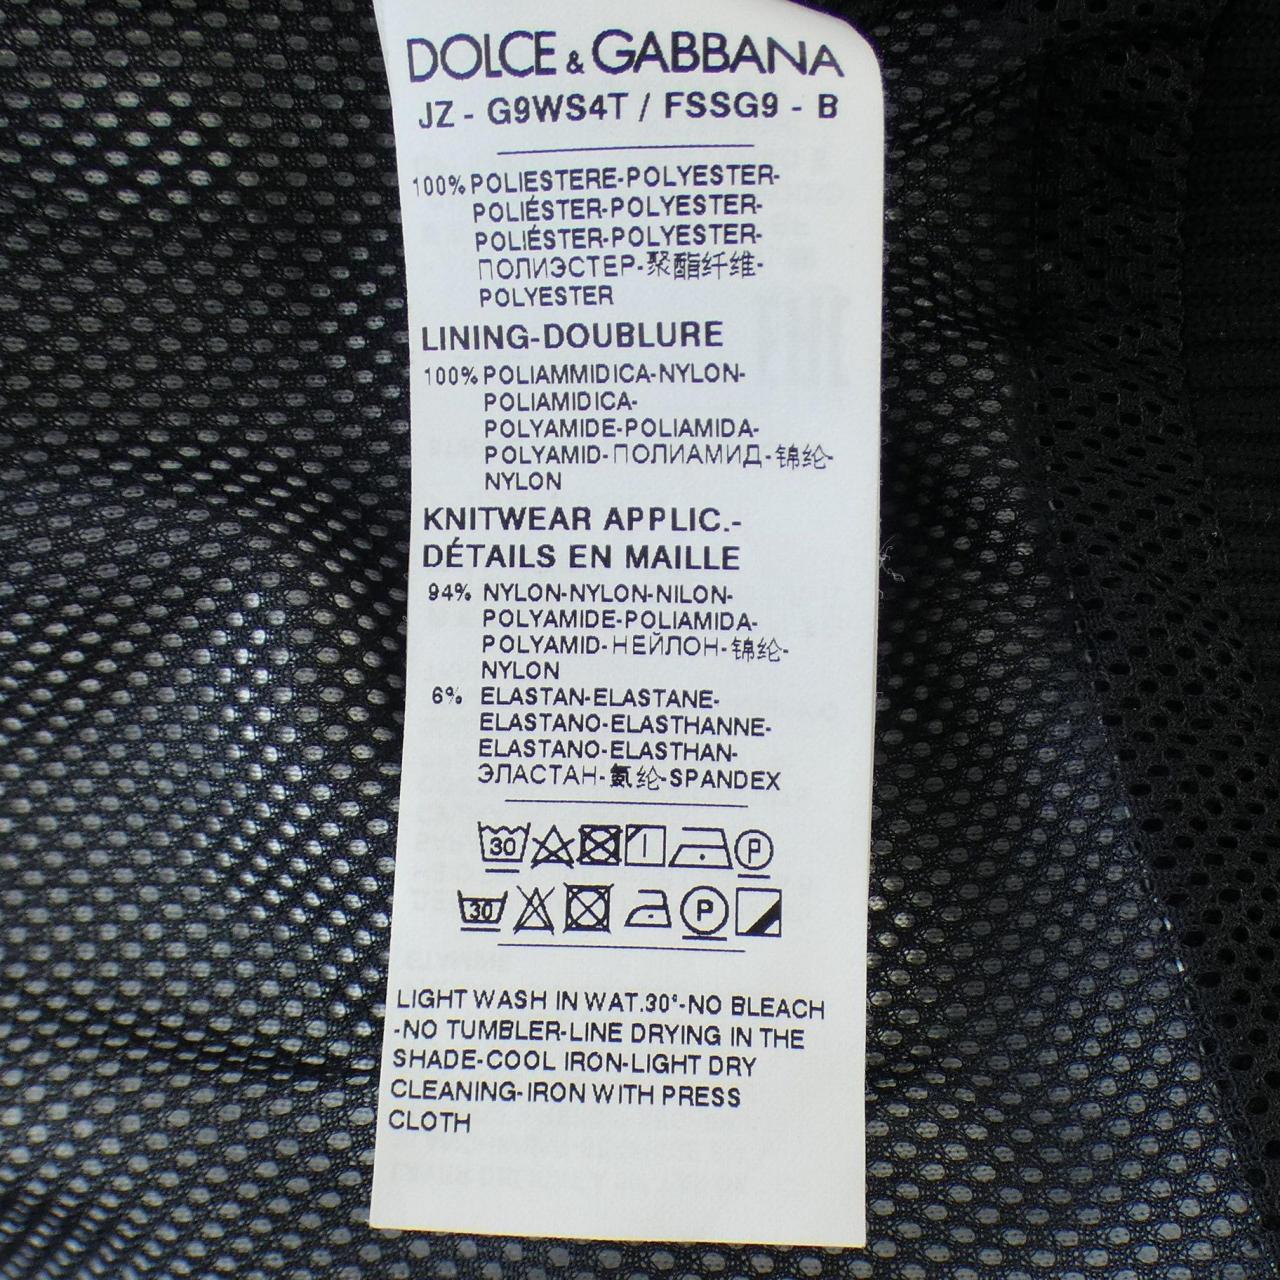 DOLCE & GABBANA
JZ - G9WS4T / FSSG9 - B
100% POLIESTERE-POLYESTER-
POLIÉSTER-POLYESTER-
POLIÉSTER-POLYESTER-
ПОЛИЭСТЕР-聚酯纤维-
POLYESTER
LINING-DOUBLURE
100% POLIAMMIDICA-NYLON-
POLIAMIDICA-
POLYAMIDE-POLIAMIDA-
POLYAMID-ПОЛИАМИД-锦纶-
NYLON
KNITWEAR APPLIC.-
DÉTAILS EN MAILLE
94% NYLON-NYLON-NILON-
POLYAMIDE-POLIAMIDA-
POLYAMID-НЕЙЛОН-锦纶-
NYLON
6% ELASTAN-ELASTANE-
ELASTANO-ELASTHANNE-
ELASTANO-ELASTHAN-
ЭЛАСТАН-氨纶-SPANDEX
30 P
30 P
LIGHT WASH IN WAT.30°-NO BLEACH
-NO TUMBLER-LINE DRYING IN THE
SHADE-COOL IRON-LIGHT DRY
CLEANING-IRON WITH PRESS
CLOTH